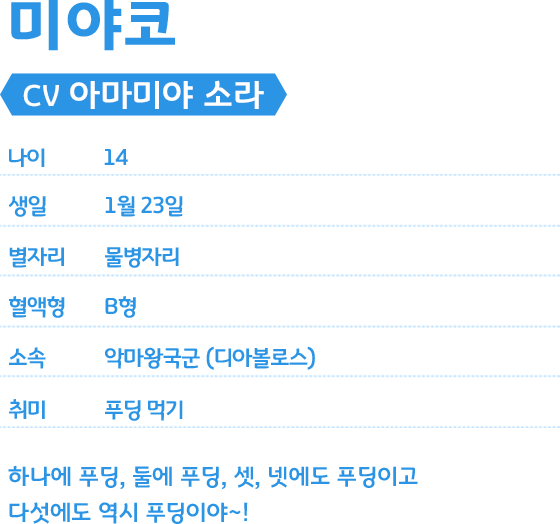 미야코
CV 아마미야 소라
나이 14
생일 1월 23일
별자리 물병자리
혈액형 B형
소속 악마왕국군 (디아볼로스)
취미 푸딩 먹기
하나에 푸딩, 둘에 푸딩, 셋, 넷에도 푸딩이고
다섯에도 역시 푸딩이야~!